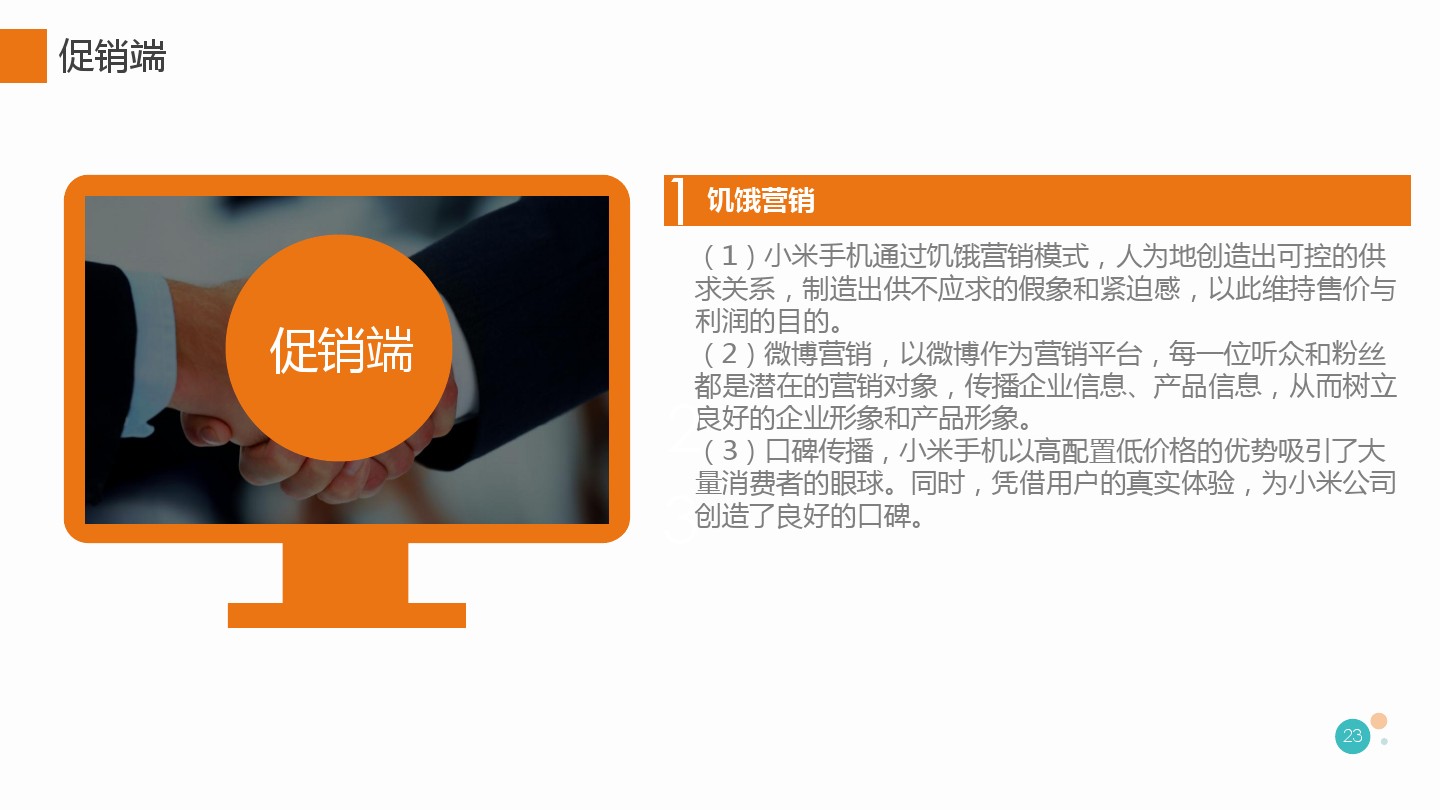 促销端
促销端
1 饥饿营销
（1）小米手机通过饥饿营销模式，人为地创造出可控的供
求关系，制造出供不应求的假象和紧迫感，以此维持售价与
利润的目的。
（2）微博营销，以微博作为营销平台，每一位听众和粉丝
都是潜在的营销对象，传播企业信息、产品信息，从而树立
良好的企业形象和产品形象。
（3）口碑传播，小米手机以高配置低价格的优势吸引了大
量消费者的眼球。同时，凭借用户的真实体验，为小米公司
创造了良好的口碑。
2
3
23